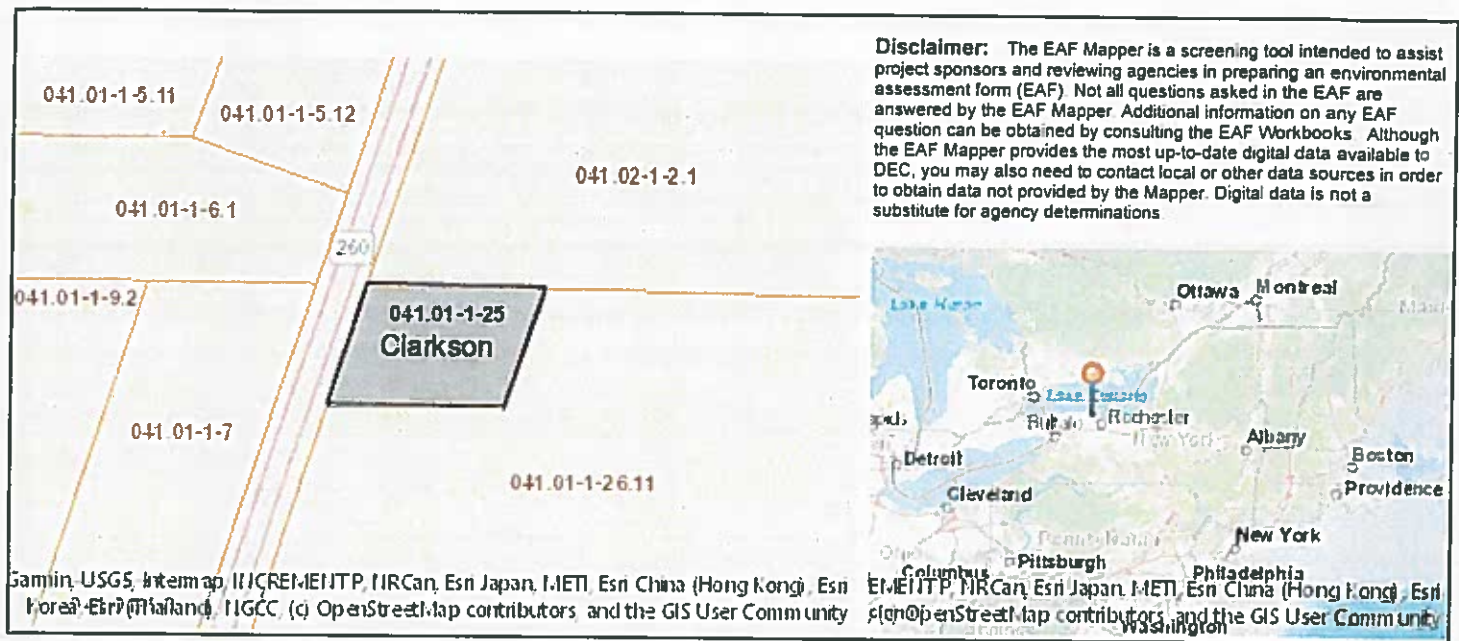 Disclaimer: The EAF Mapper is a screening tool intended to assist
project sponsors and reviewing agencies in preparing an environmental
assessment form (EAF). Not all questions asked in the EAF are
answered by the EAF Mapper. Additional information on any EAF
question can be obtained by consulting the EAF Workbooks. Although
the EAF Mapper provides the most up-to-date digital data available to
DEC, you may also need to contact local or other data sources in order
to obtain data not provided by the Mapper. Digital data is not a
substitute for agency determinations.
041.01-1-5.11
041.01-1-5.12
041.02-1-2.1
041.01-1-6.1
260
041.01-1-9.2
041.01-1-25
Clarkson
041.01-1-7
041.01-1-26.11
Garmin, USGS, Intermap, INCREMENT P, NRCan, Esri Japan, METI, Esri China (Hong Kong), Esri
Korea, Esri (Thailand), NGCC, (c) OpenStreetMap contributors, and the GIS User Community
Lake Huron
Ottawa
Montreal
Toronto
Lake Ontario
Buffalo
Rochester
New York
Albany
Detroit
Boston
Providence
Cleveland
New York
Columbus
Pittsburgh
Philadelphia
EMENT P, NRCan, Esri Japan, METI, Esri China (Hong Kong), Esri
(c) OpenStreetMap contributors, and the GIS User Community
Washington